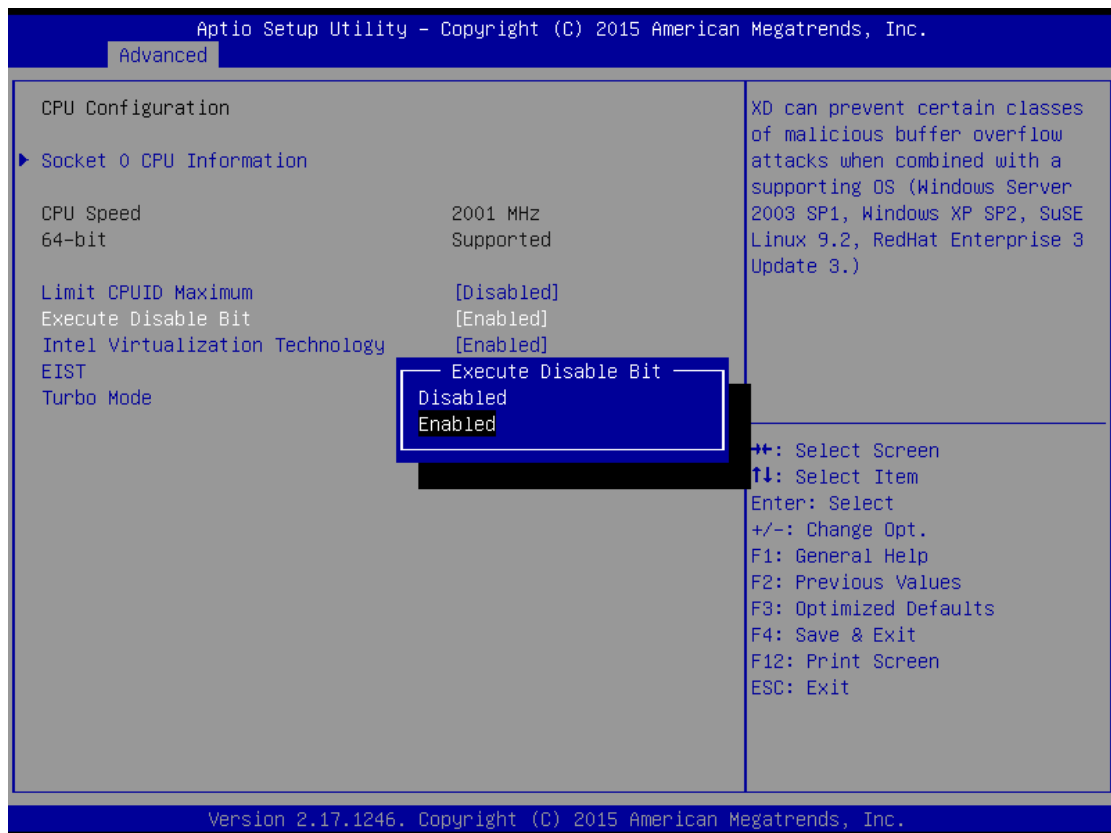 Aptio Setup Utility – Copyright (C) 2015 American Megatrends, Inc.
Advanced
CPU Configuration
Socket 0 CPU Information
CPU Speed 2001 MHz
64-bit Supported
Limit CPUID Maximum [Disabled]
Execute Disable Bit [Enabled]
Intel Virtualization Technology [Enabled]
EIST
Turbo Mode
Execute Disable Bit
Disabled
Enabled
XD can prevent certain classes
of malicious buffer overflow
attacks when combined with a
supporting OS (Windows Server
2003 SP1, Windows XP SP2, SuSE
Linux 9.2, RedHat Enterprise 3
Update 3.)
→←: Select Screen
↑↓: Select Item
Enter: Select
+/-: Change Opt.
F1: General Help
F2: Previous Values
F3: Optimized Defaults
F4: Save & Exit
F12: Print Screen
ESC: Exit
Version 2.17.1246. Copyright (C) 2015 American Megatrends, Inc.